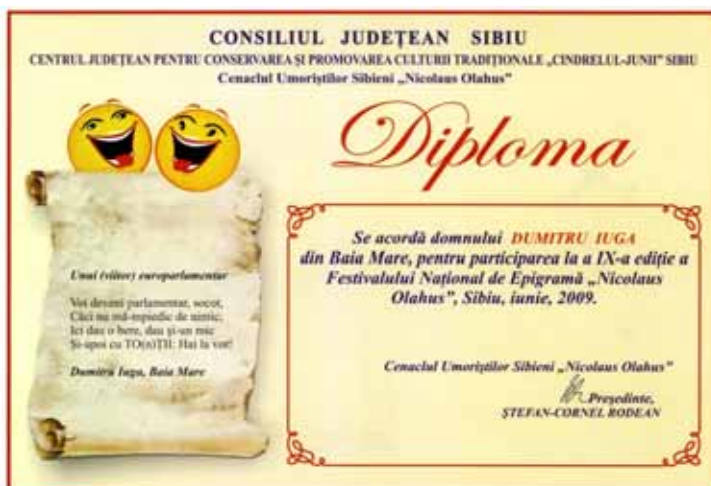 CONSILIUL JUDEȚEAN SIBIU
CENTRUL JUDEȚEAN PENTRU CONSERVAREA ȘI PROMOVAREA CULTURII TRADIȚIONALE „CINDRELUL-JUNII” SIBIU
Cenaclul Umoriștilor Sibieni „Nicolaus Olahus”
Diploma
Unui (viitor) europarlamentar
Voi deveni parlamentar, socot,
Căci nu mă-mpiedic de nimic,
Ici dau o bere, dau și-un mic
Și-apoi cu TO(n)ȚII: Hai la vot!
Dumitru Iuga, Baia Mare
Se acordă domnului DUMITRU IUGA
din Baia Mare, pentru participarea la a IX-a ediție a
Festivalului Național de Epigramă „Nicolaus
Olahus”, Sibiu, iunie, 2009.
Cenaclul Umoriștilor Sibieni „Nicolaus Olahus”
Președinte,
ȘTEFAN-CORNEL RODEAN